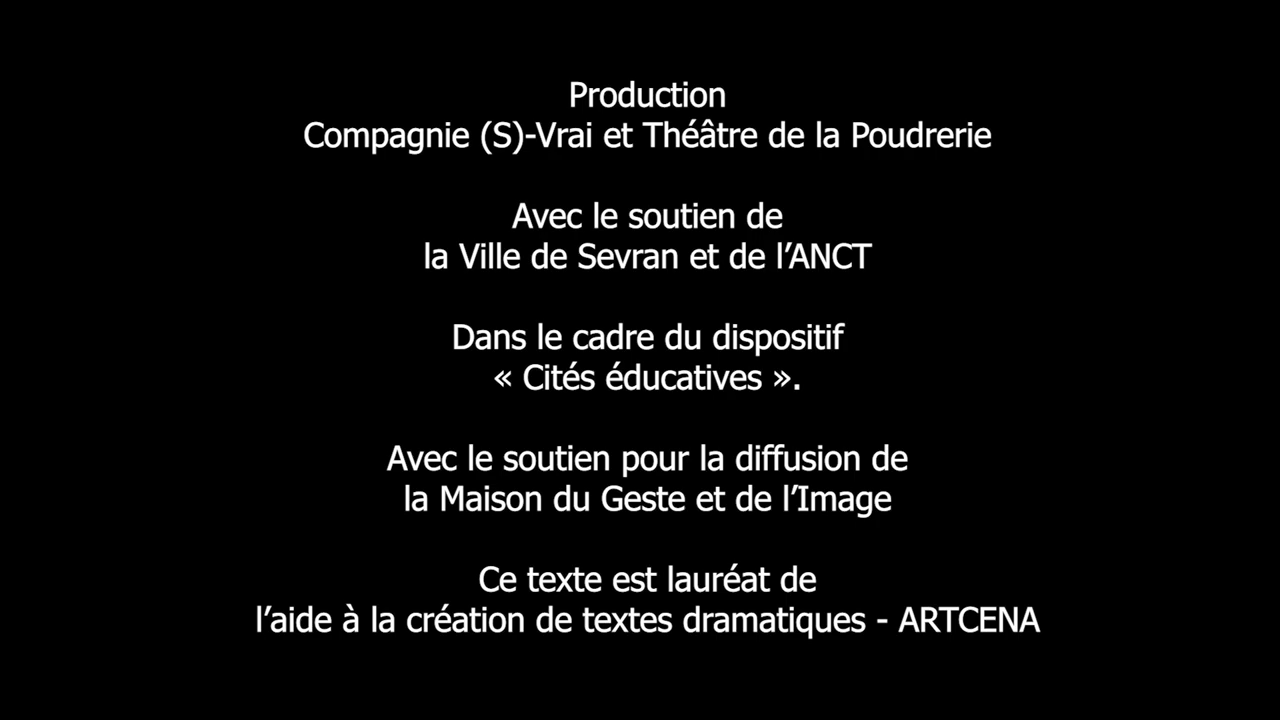 Production
Compagnie (S)-Vrai et Théâtre de la Poudrerie
Avec le soutien de
la Ville de Sevran et de l’ANCT
Dans le cadre du dispositif
« Cités éducatives ».
Avec le soutien pour la diffusion de
la Maison du Geste et de l’Image
Ce texte est lauréat de
l’aide à la création de textes dramatiques - ARTCENA